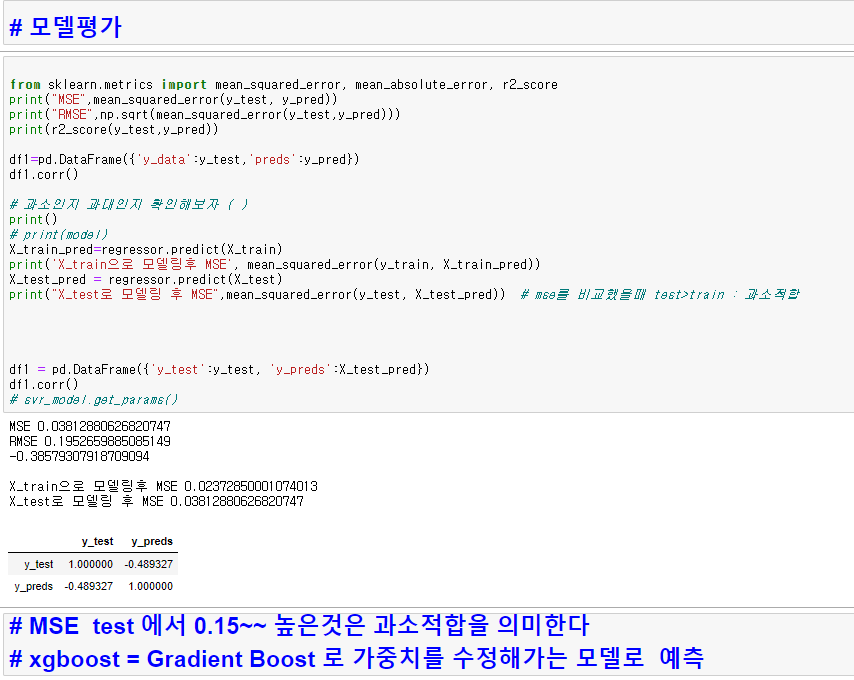 # 모델평가
from sklearn.metrics import mean_squared_error, mean_absolute_error, r2_score
print("MSE",mean_squared_error(y_test, y_pred))
print("RMSE",np.sqrt(mean_squared_error(y_test,y_pred)))
print(r2_score(y_test,y_pred))
df1=pd.DataFrame({'y_data':y_test,'preds':y_pred})
df1.corr()
# 과소인지 과대인지 확인해보자 ( )
print()
# print(model)
X_train_pred=regressor.predict(X_train)
print('X_train으로 모델링후 MSE', mean_squared_error(y_train, X_train_pred))
X_test_pred = regressor.predict(X_test)
print("X_test로 모델링 후 MSE",mean_squared_error(y_test, X_test_pred))  # mse를 비교했을때 test>train : 과소적합
df1 = pd.DataFrame({'y_test':y_test, 'y_preds':X_test_pred})
df1.corr()
# svr_model.get_params()
MSE 0.03812880626820747
RMSE 0.1952659885085149
-0.38579307918709094
X_train으로 모델링후 MSE 0.02372850001074013
X_test로 모델링 후 MSE 0.03812880626820747
y_test y_preds
y_test 1.000000 -0.489327
y_preds -0.489327 1.000000
# MSE  test 에서 0.15~~ 높은것은 과소적합을 의미한다
# xgboost = Gradient Boost 로 가중치를 수정해가는 모델로  예측